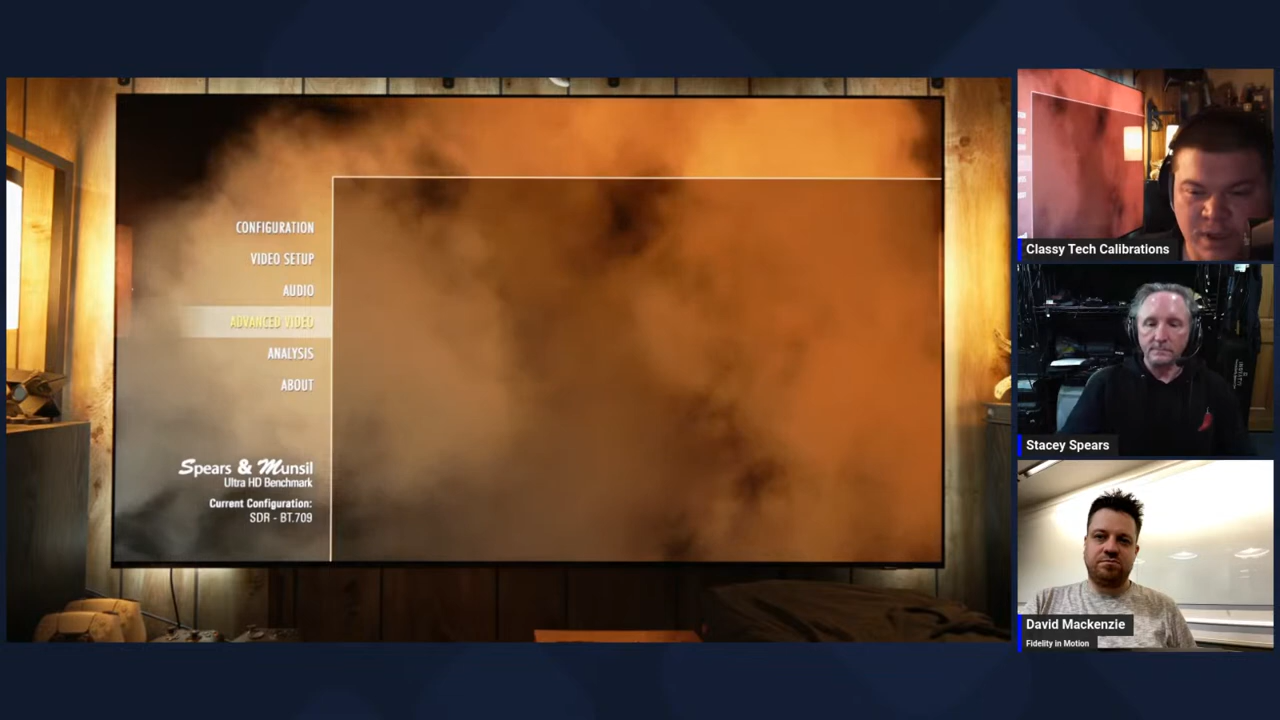 CONFIGURATION
VIDEO SETUP
AUDIO
ADVANCED VIDEO
ANALYSIS
ABOUT
Spears & Munsil
Ultra HD Benchmark
Current Configuration:
SDR - BT.709
Classy Tech Calibrations
Stacey Spears
David Mackenzie
Fidelity in Motion